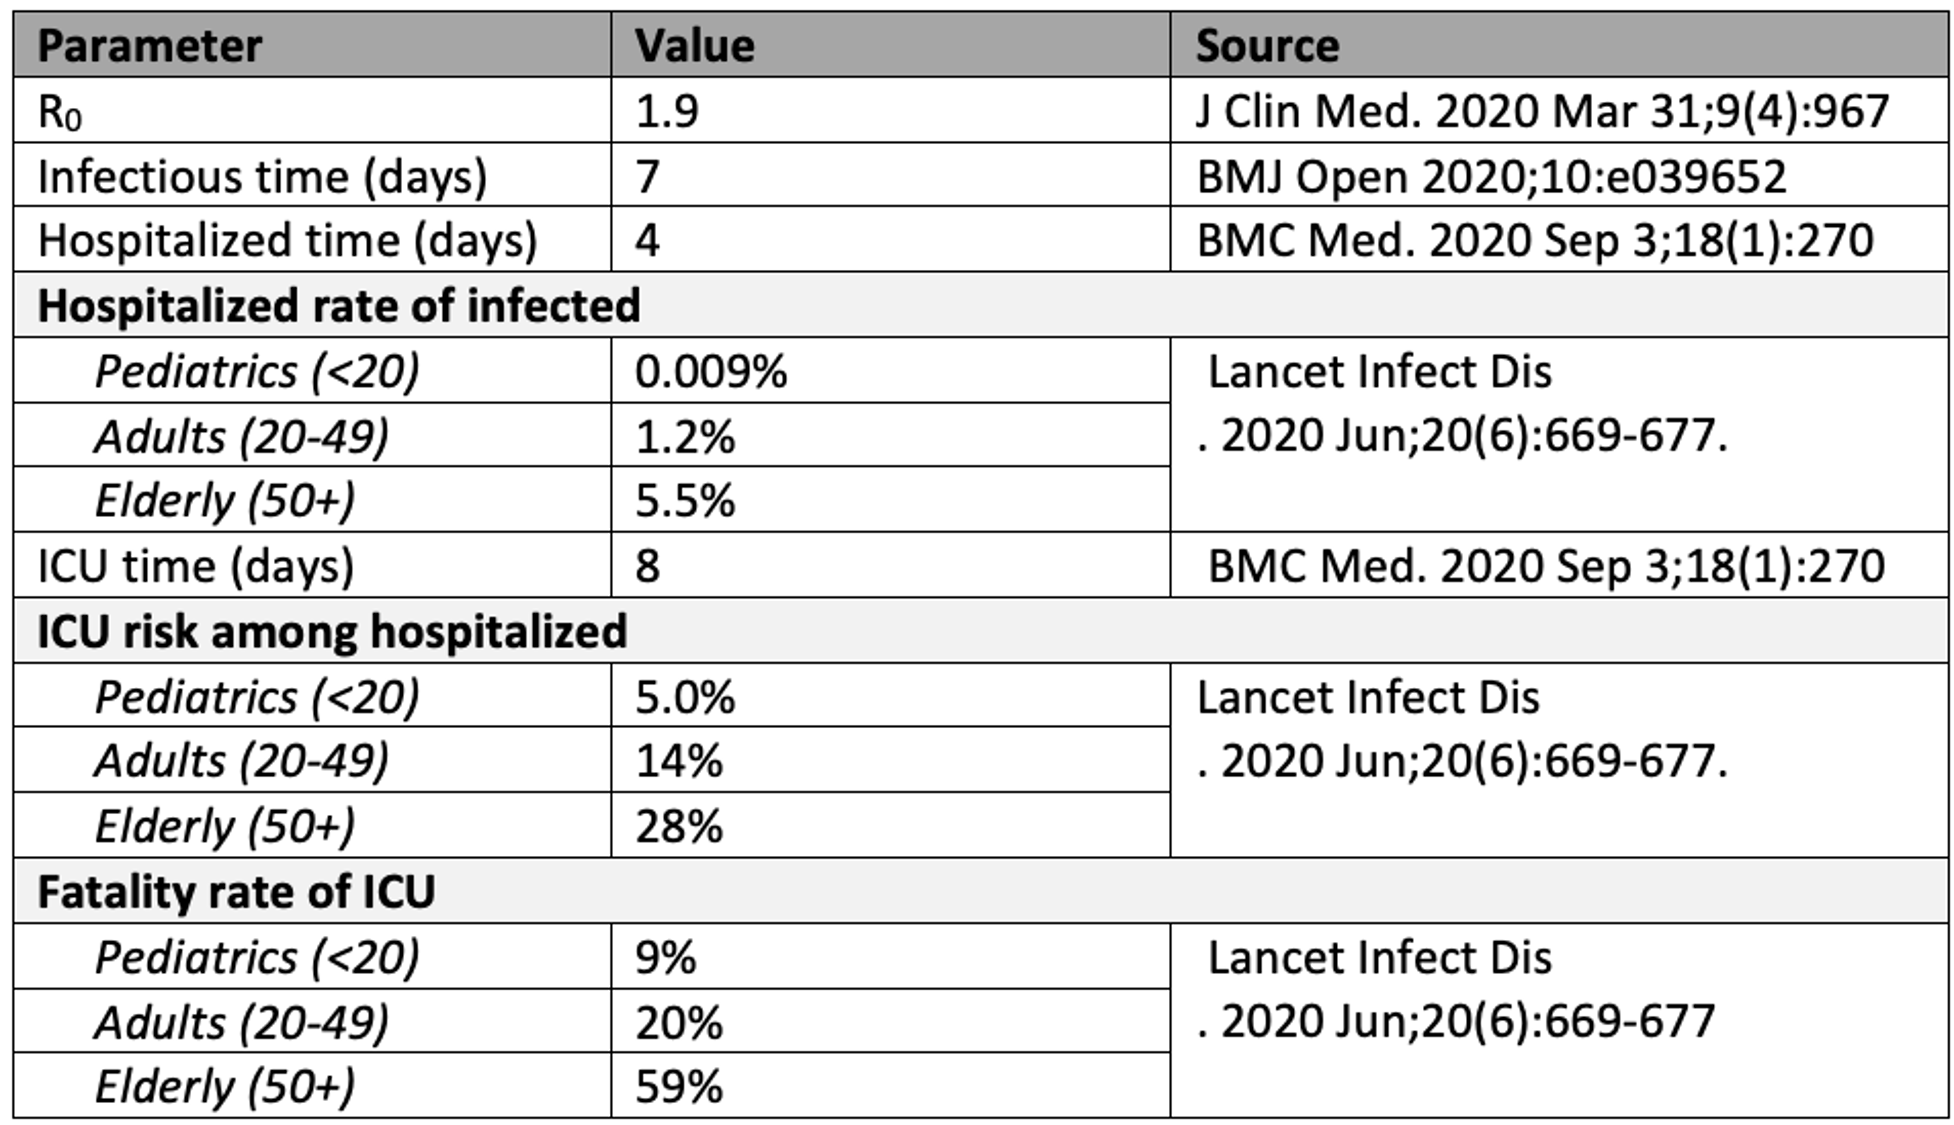 Parameter Value Source
R₀ 1.9 J Clin Med. 2020 Mar 31;9(4):967
Infectious time (days) 7 BMJ Open 2020;10:e039652
Hospitalized time (days) 4 BMC Med. 2020 Sep 3;18(1):270
Hospitalized rate of infected
Pediatrics (<20) 0.009% Lancet Infect Dis
Adults (20-49) 1.2% . 2020 Jun;20(6):669-677.
Elderly (50+) 5.5%
ICU time (days) 8 BMC Med. 2020 Sep 3;18(1):270
ICU risk among hospitalized
Pediatrics (<20) 5.0% Lancet Infect Dis
Adults (20-49) 14% . 2020 Jun;20(6):669-677.
Elderly (50+) 28%
Fatality rate of ICU
Pediatrics (<20) 9% Lancet Infect Dis
Adults (20-49) 20% . 2020 Jun;20(6):669-677
Elderly (50+) 59%